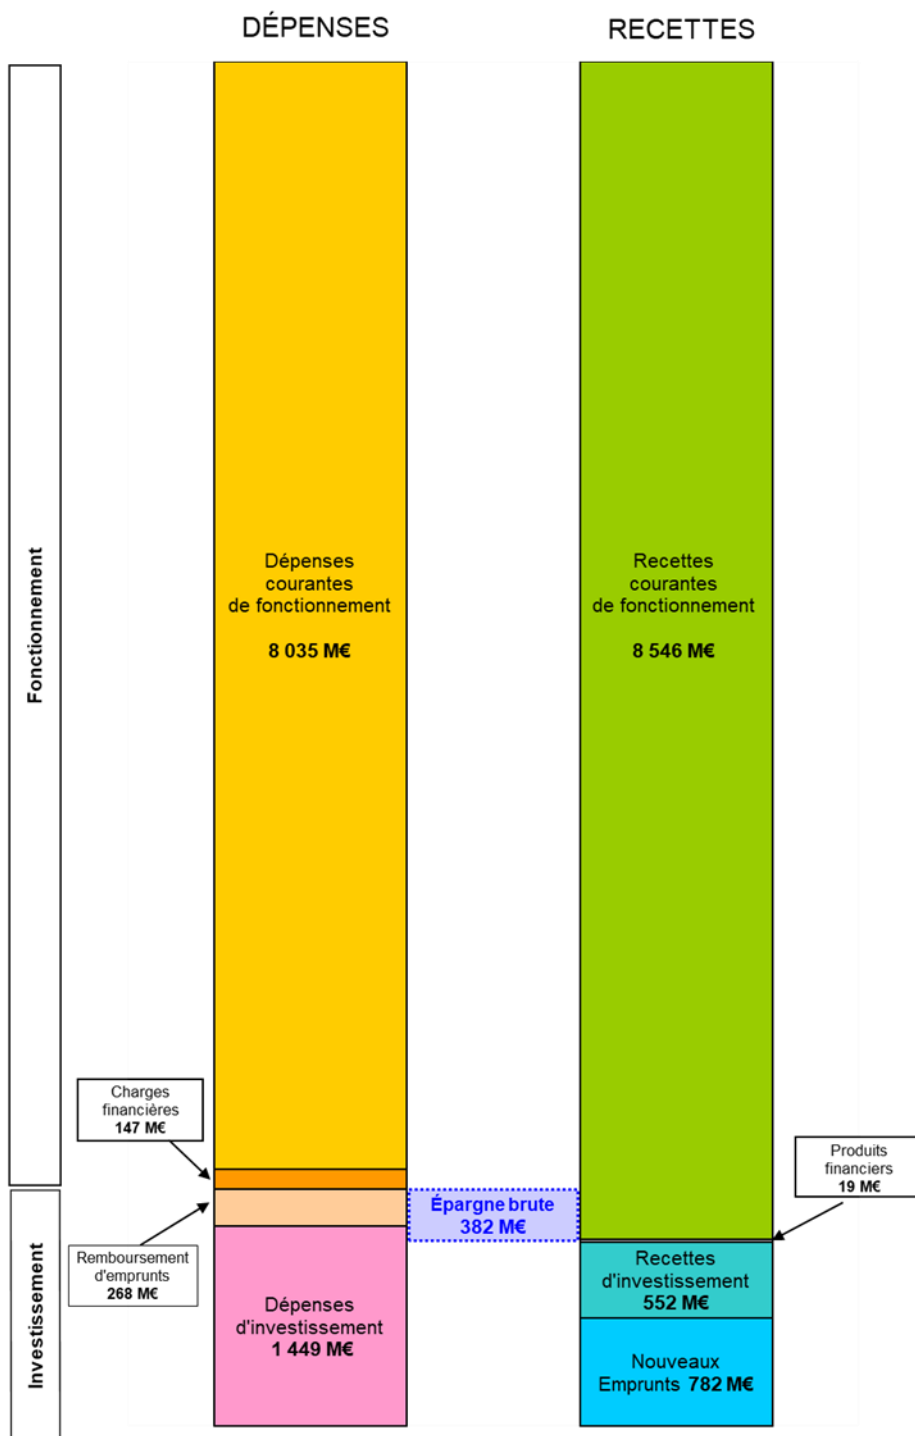 DÉPENSES
RECETTES
Fonctionnement
Dépenses
courantes
de fonctionnement
8 035 M€
Recettes
courantes
de fonctionnement
8 546 M€
Charges
financières
147 M€
Produits
financiers
19 M€
Épargne brute
382 M€
Investissement
Remboursement
d'emprunts
268 M€
Dépenses
d'investissement
1 449 M€
Recettes
d'investissement
552 M€
Nouveaux
Emprunts 782 M€